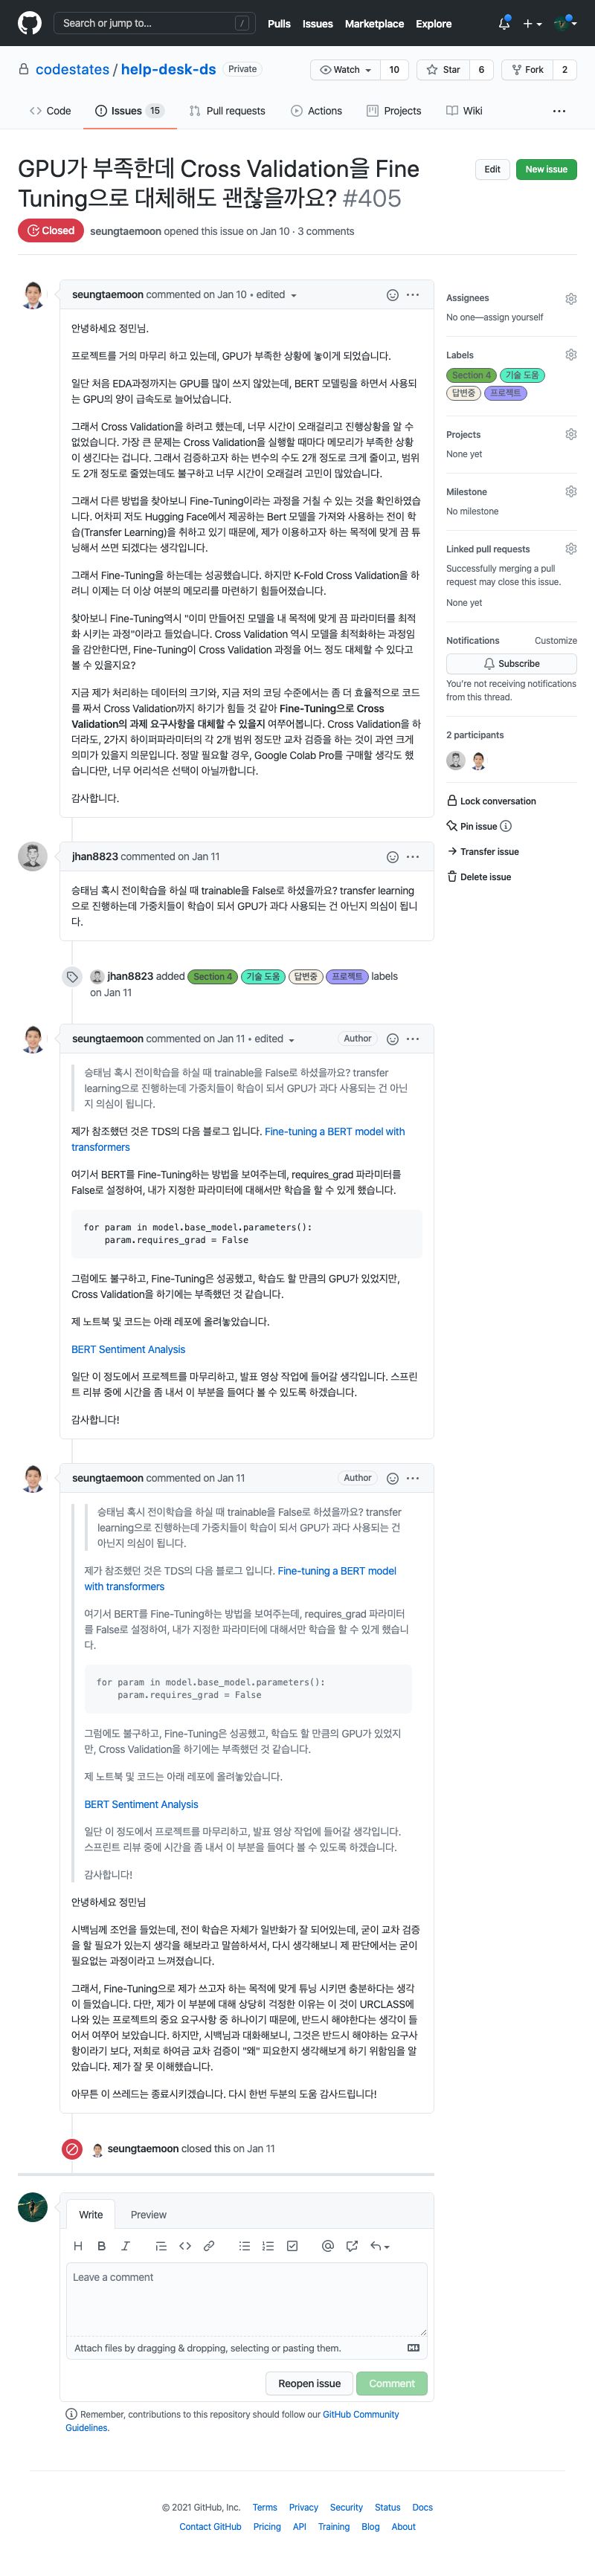 Search or jump to...
/
Pulls Issues Marketplace Explore
codestates / help-desk-ds Private
Watch 10 Star 6 Fork 2
Code Issues 15 Pull requests Actions Projects Wiki
GPU가 부족한데 Cross Validation을 Fine
Tuning으로 대체해도 괜찮을까요? #405
Edit New issue
Closed seungtaemoon opened this issue on Jan 10 · 3 comments
seungtaemoon commented on Jan 10 • edited
안녕하세요 정민님.
프로젝트를 거의 마무리 하고 있는데, GPU가 부족한 상황에 놓이게 되었습니다.
일단 처음 EDA과정까지는 GPU를 많이 쓰지 않았는데, BERT 모델링을 하면서 사용되
는 GPU의 양이 급속도로 늘어났습니다.
그래서 Cross Validation을 하려고 했는데, 너무 시간이 오래걸리고 진행상황을 알 수
없었습니다. 가장 큰 문제는 Cross Validation을 실행할 때마다 메모리가 부족한 상황
이 생긴다는 겁니다. 그래서 검증하고자 하는 변수의 수도 2개 정도로 크게 줄이고, 범위
도 2개 정도로 줄였는데도 불구하고 너무 시간이 오래걸려 고민이 많았습니다.
그래서 다른 방법을 찾아보니 Fine-Tuning이라는 과정을 거칠 수 있는 것을 확인하였습
니다. 어차피 저도 Hugging Face에서 제공하는 Bert 모델을 가져와 사용하는 전이 학
습(Transfer Learning)을 취하고 있기 때문에, 제가 이용하고자 하는 목적에 맞게 끔 튜
닝해서 쓰면 되겠다는 생각입니다.
그래서 Fine-Tuning을 하는데는 성공했습니다. 하지만 K-Fold Cross Validation을 하
려니 이제는 더 이상 여분의 메모리를 마련하기 힘들어졌습니다.
찾아보니 Fine-Tuning역시 "이미 만들어진 모델을 내 목적에 맞게 끔 파라미터를 최적
화 시키는 과정"이라고 들었습니다. Cross Validation 역시 모델을 최적화하는 과정임
을 감안한다면, Fine-Tuning이 Cross Validation 과정을 어느 정도 대체할 수 있다고
볼 수 있을지요?
지금 제가 처리하는 데이터의 크기와, 지금 저의 코딩 수준에서는 좀 더 효율적으로 코드
를 짜서 Cross Validation까지 하기가 힘들 것 같아 Fine-Tuning으로 Cross
Validation의 과제 요구사항을 대체할 수 있을지 여쭈어봅니다. Cross Validation을 하
더라도, 2가지 하이퍼파라미터의 각 2개 범위 정도만 교차 검증을 하는 것이 과연 크게
의미가 있을지 의문입니다. 정말 필요할 경우, Google Colab Pro를 구매할 생각도 했
습니다만, 너무 어리석은 선택이 아닐까합니다.
감사합니다.
Assignees
No one—assign yourself
Labels
Section 4 기술 도움
답변중 프로젝트
Projects
None yet
Milestone
No milestone
Linked pull requests
Successfully merging a pull
request may close this issue.
None yet
Notifications Customize
Subscribe
You're not receiving notifications
from this thread.
2 participants
Lock conversation
Pin issue
Transfer issue
Delete issue
jhan8823 commented on Jan 11
승태님 혹시 전이학습을 하실 때 trainable을 False로 하셨을까요? transfer learning
으로 진행하는데 가중치들이 학습이 되서 GPU가 과다 사용되는 건 아닌지 의심이 됩니
다.
jhan8823 added Section 4 기술 도움 답변중 프로젝트 labels
on Jan 11
seungtaemoon commented on Jan 11 • edited Author
승태님 혹시 전이학습을 하실 때 trainable을 False로 하셨을까요? transfer
learning으로 진행하는데 가중치들이 학습이 되서 GPU가 과다 사용되는 건 아닌
지 의심이 됩니다.
제가 참조했던 것은 TDS의 다음 블로그 입니다. Fine-tuning a BERT model with
transformers
여기서 BERT를 Fine-Tuning하는 방법을 보여주는데, requires_grad 파라미터를
False로 설정하여, 내가 지정한 파라미터에 대해서만 학습을 할 수 있게 했습니다.
for param in model.base_model.parameters():
param.requires_grad = False
그럼에도 불구하고, Fine-Tuning은 성공했고, 학습도 할 만큼의 GPU가 있었지만,
Cross Validation을 하기에는 부족했던 것 같습니다.
제 노트북 및 코드는 아래 레포에 올려놓았습니다.
BERT Sentiment Analysis
일단 이 정도에서 프로젝트를 마무리하고, 발표 영상 작업에 들어갈 생각입니다. 스프린
트 리뷰 중에 시간을 좀 내서 이 부분을 들여다 볼 수 있도록 하겠습니다.
감사합니다!
seungtaemoon commented on Jan 11 Author
승태님 혹시 전이학습을 하실 때 trainable을 False로 하셨을까요? transfer
learning으로 진행하는데 가중치들이 학습이 되서 GPU가 과다 사용되는 건
아닌지 의심이 됩니다.
제가 참조했던 것은 TDS의 다음 블로그 입니다. Fine-tuning a BERT model
with transformers
여기서 BERT를 Fine-Tuning하는 방법을 보여주는데, requires_grad 파라미터
를 False로 설정하여, 내가 지정한 파라미터에 대해서만 학습을 할 수 있게 했습니
다.
for param in model.base_model.parameters():
param.requires_grad = False
그럼에도 불구하고, Fine-Tuning은 성공했고, 학습도 할 만큼의 GPU가 있었지
만, Cross Validation을 하기에는 부족했던 것 같습니다.
제 노트북 및 코드는 아래 레포에 올려놓았습니다.
BERT Sentiment Analysis
일단 이 정도에서 프로젝트를 마무리하고, 발표 영상 작업에 들어갈 생각입니다.
스프린트 리뷰 중에 시간을 좀 내서 이 부분을 들여다 볼 수 있도록 하겠습니다.
감사합니다!
안녕하세요 정민님
시백님께 조언을 들었는데, 전이 학습은 자체가 일반화가 잘 되어있는데, 굳이 교차 검증
을 할 필요가 있는지 생각을 해보라고 말씀하셔서, 다시 생각해보니 제 판단에서는 굳이
필요없는 과정이라고 느껴졌습니다.
그래서, Fine-Tuning으로 제가 쓰고자 하는 목적에 맞게 튜닝 시키면 충분하다는 생각
이 들었습니다. 다만, 제가 이 부분에 대해 상당히 걱정한 이유는 이 것이 URCLASS에
나와 있는 프로젝트의 중요 요구사항 중 하나이기 때문에, 반드시 해야한다는 생각이 들
어서 여쭈어 보았습니다. 하지만, 시백님과 대화해보니, 그것은 반드시 해야하는 요구사
항이라기 보다, 저희로 하여금 교차 검증이 "왜" 피요한지 생각해보게 하기 위함임을 알
았습니다. 제가 잘 못 이해했습니다.
아무튼 이 쓰레드는 종료시키겠습니다. 다시 한번 두분의 도움 감사드립니다!
seungtaemoon closed this on Jan 11
Write Preview
Leave a comment
Attach files by dragging & dropping, selecting or pasting them.
Reopen issue Comment
Remember, contributions to this repository should follow our GitHub Community
Guidelines.
© 2021 GitHub, Inc. Terms Privacy Security Status Docs
Contact GitHub Pricing API Training Blog About